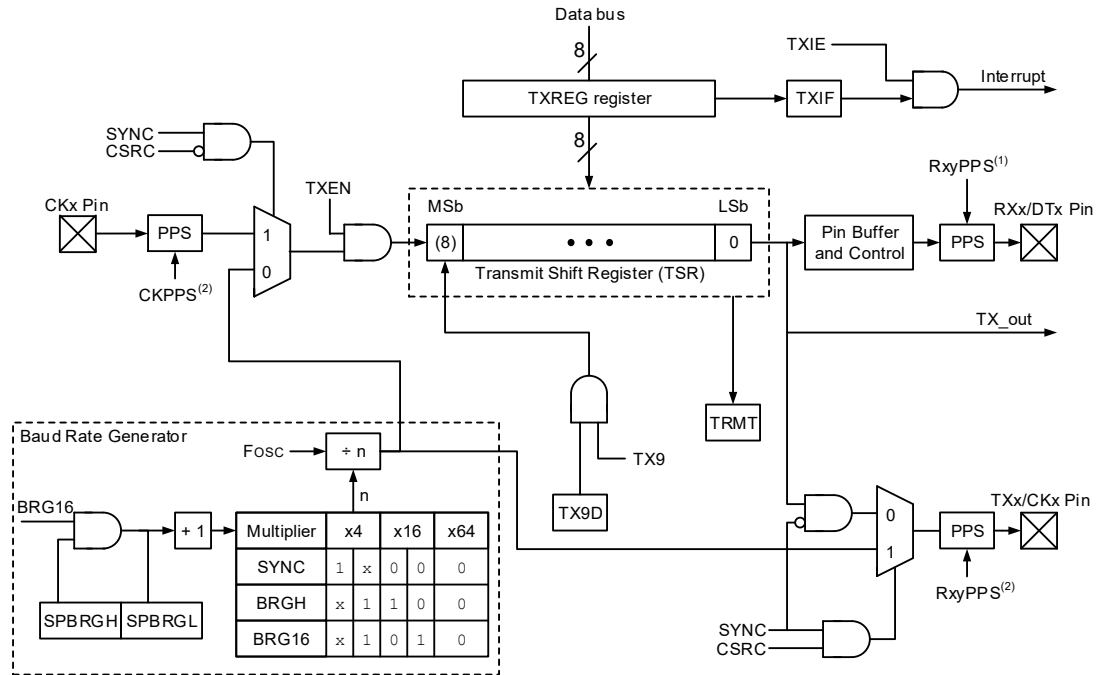 Data bus
8
TXIE
Interrupt
TXREG register
TXIF
SYNC
CSRC
8
RxyPPS(1)
TXEN
CKx Pin
MSb
LSb
RXx/DTx Pin
PPS
1
(8)
• • •
0
Pin Buffer
and Control
PPS
0
Transmit Shift Register (TSR)
CKPPS(2)
TX_out
TRMT
Baud Rate Generator
FOSC
÷ n
TX9
n
TX9D
BRG16
+ 1
Multiplier x4 x16 x64
SYNC 1 x 0 0 0
BRGH x 1 1 0 0
BRG16 x 1 0 1 0
SPBRGH SPBRGL
TXx/CKx Pin
0
PPS
1
RxyPPS(2)
SYNC
CSRC